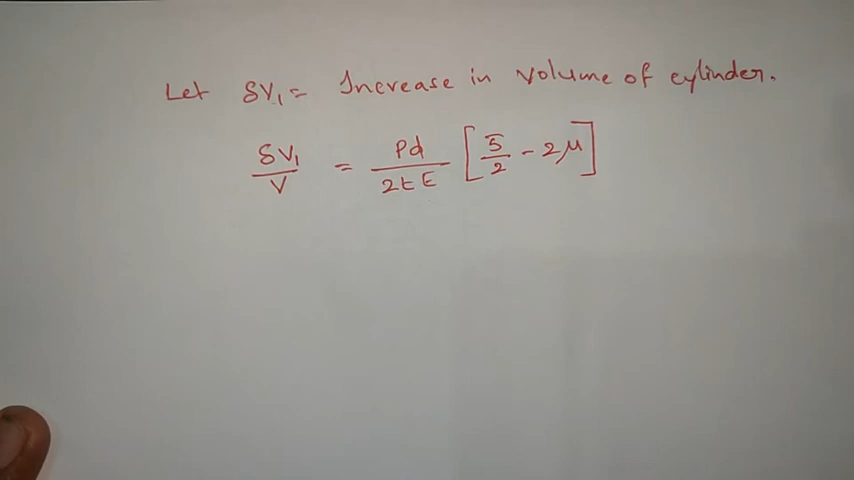 Let δV₁ = Increase in volume of cylinder.
δV₁/V = Pd/2tE [5/2 - 2μ]